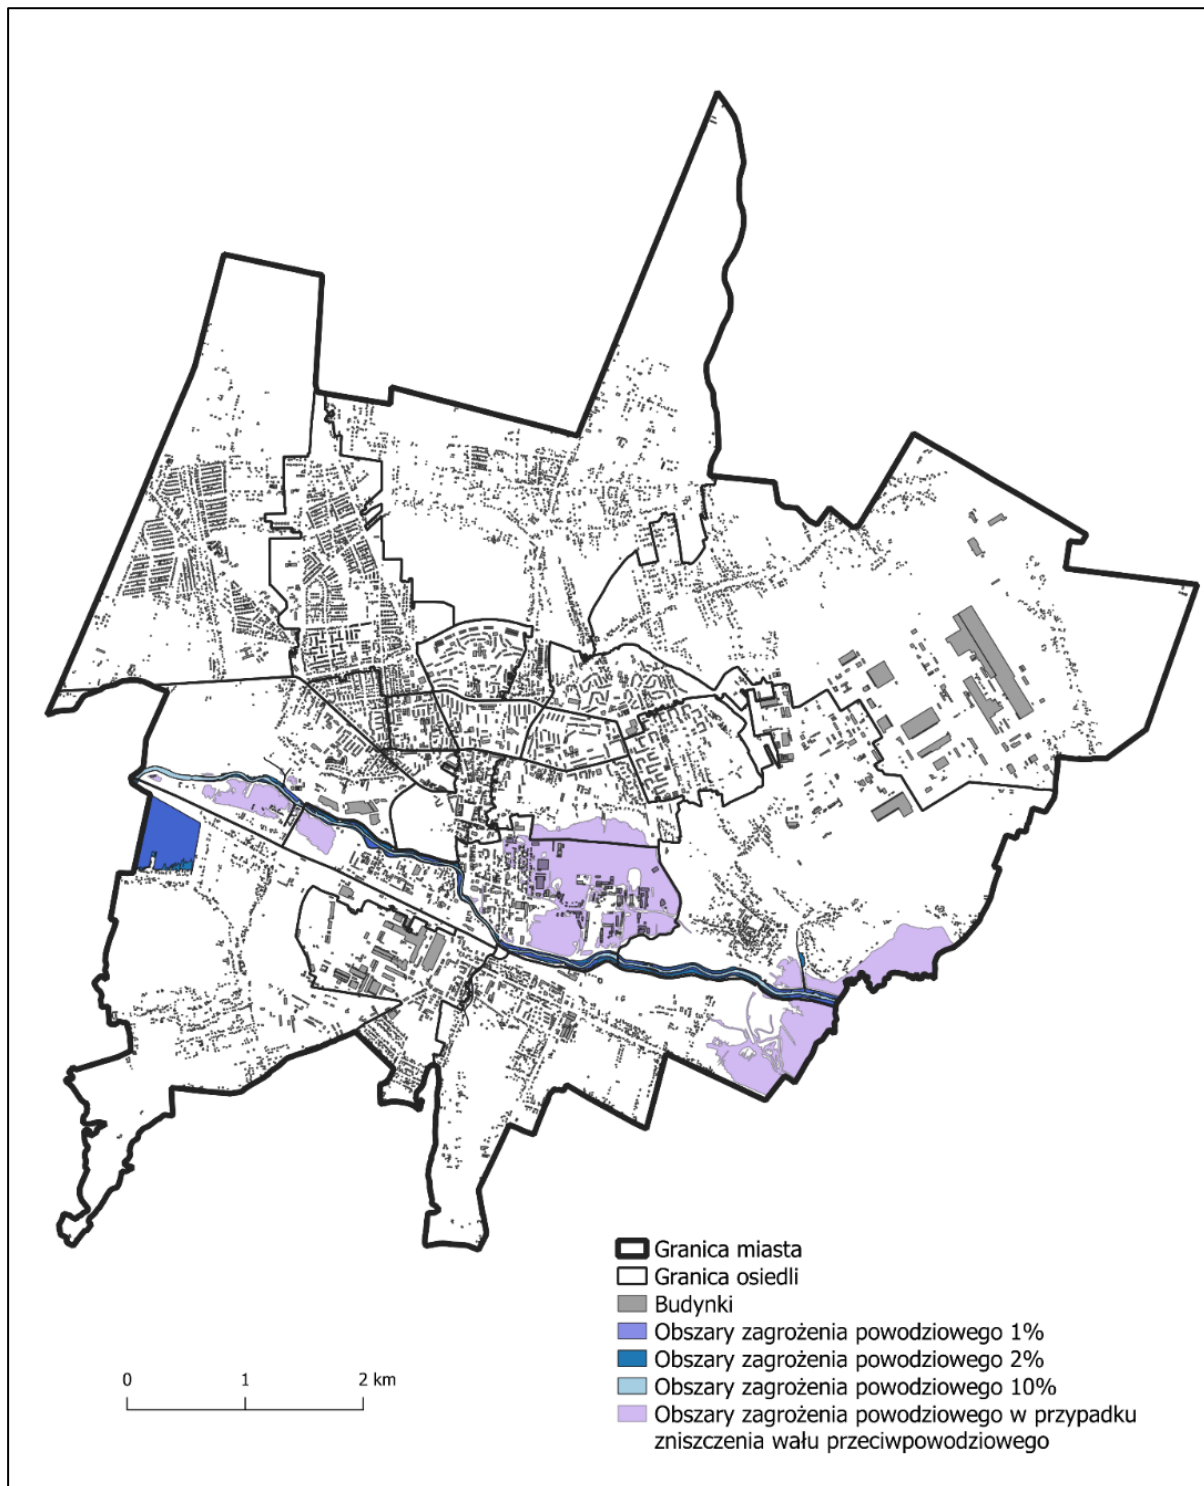 Granica miasta
Granica osiedli
Budynki
Obszary zagrożenia powodziowego 1%
Obszary zagrożenia powodziowego 2%
Obszary zagrożenia powodziowego 10%
Obszary zagrożenia powodziowego w przypadku
zniszczenia wału przeciwpowodziowego
0 1 2 km